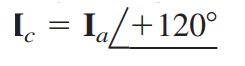 I_c = I_a/+120°